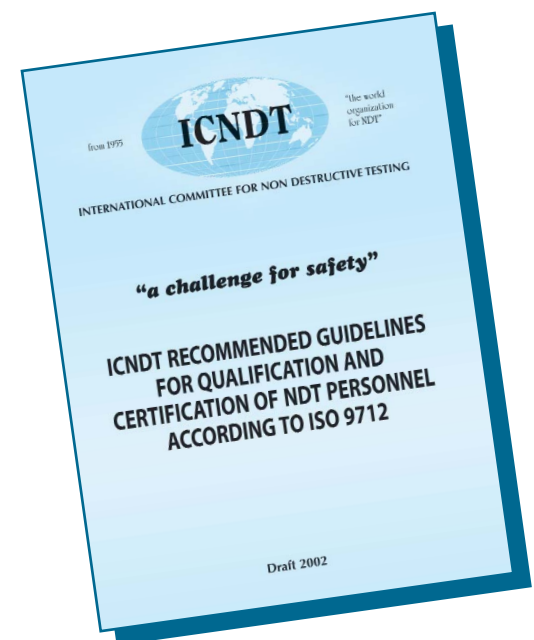 from 1955
ICNDT
"the world
organization
for NDT"
INTERNATIONAL COMMITTEE FOR NON DESTRUCTIVE TESTING
"a challenge for safety"
ICNDT RECOMMENDED GUIDELINES
FOR QUALIFICATION AND
CERTIFICATION OF NDT PERSONNEL
ACCORDING TO ISO 9712
Draft 2002